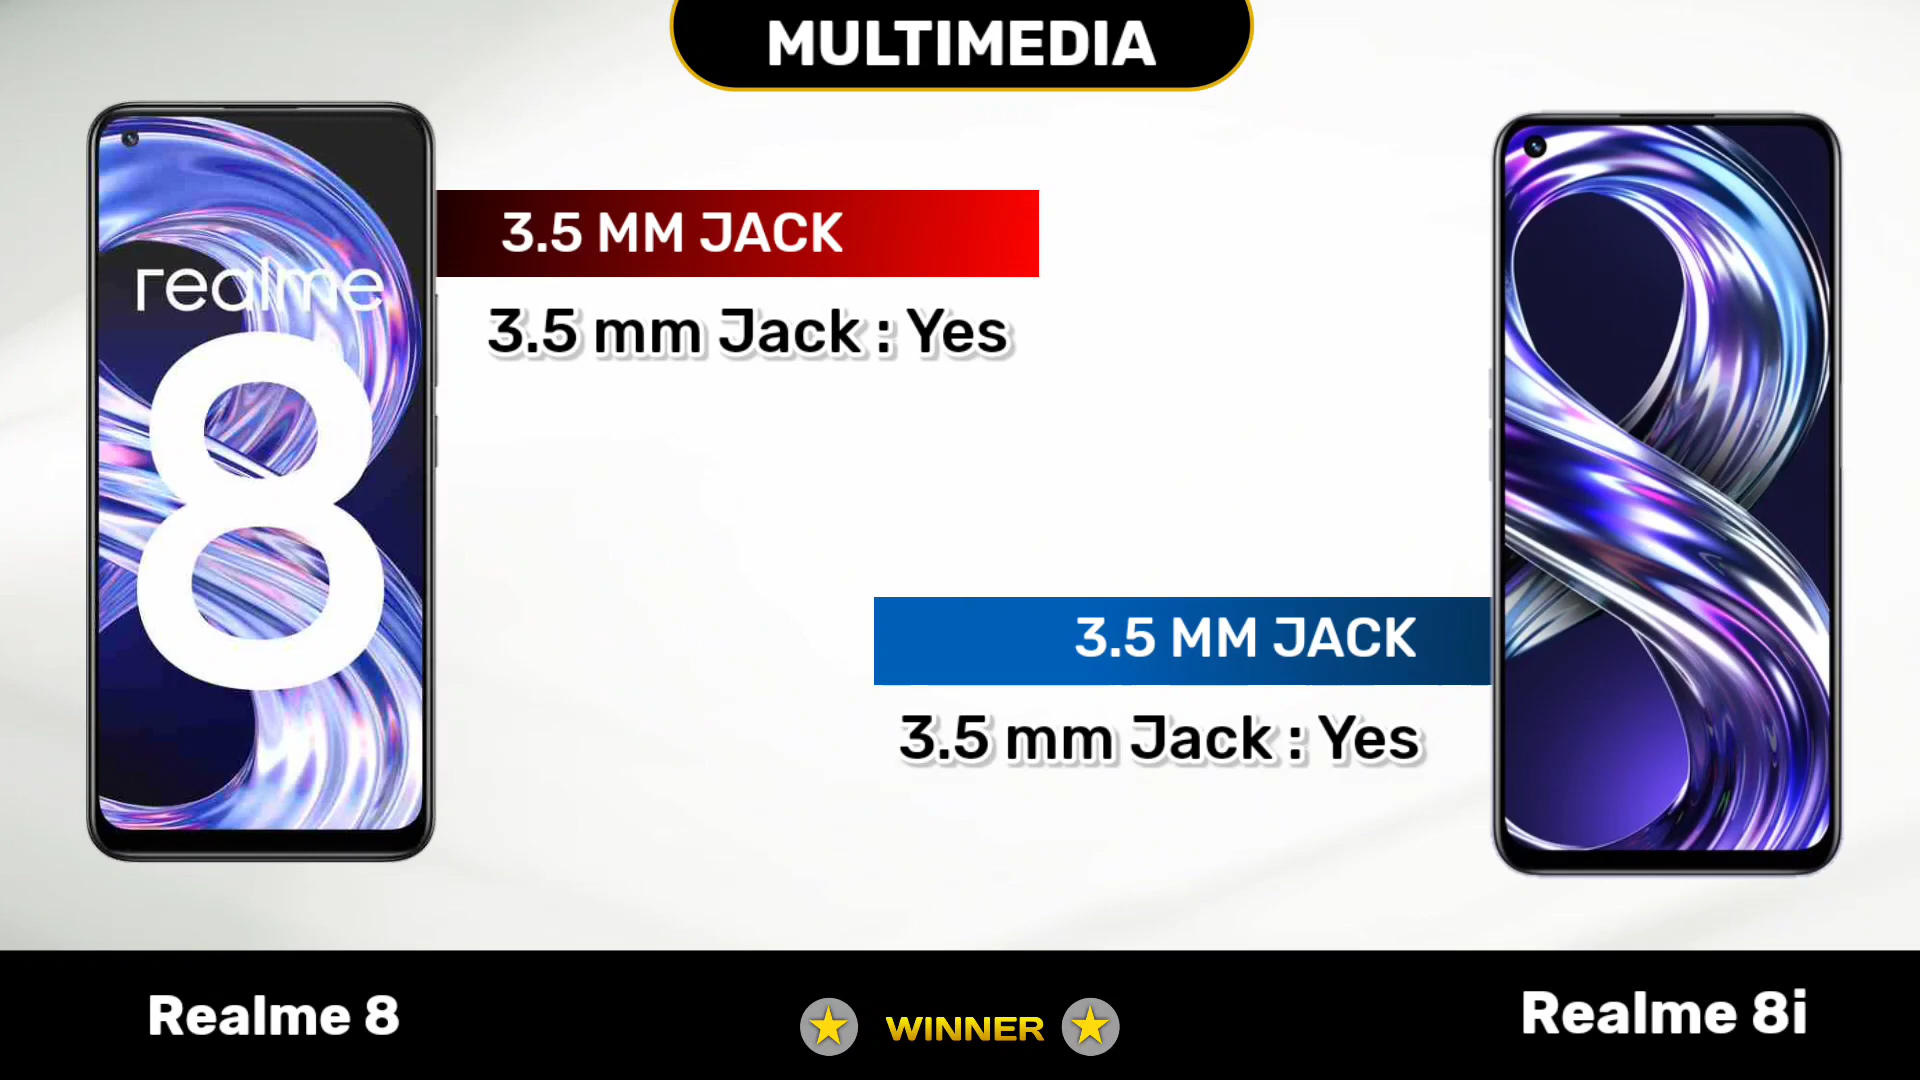 MULTIMEDIA
realme
8
3.5 MM JACK
3.5 mm Jack : Yes
3.5 MM JACK
3.5 mm Jack : Yes
Realme 8
WINNER
Realme 8i